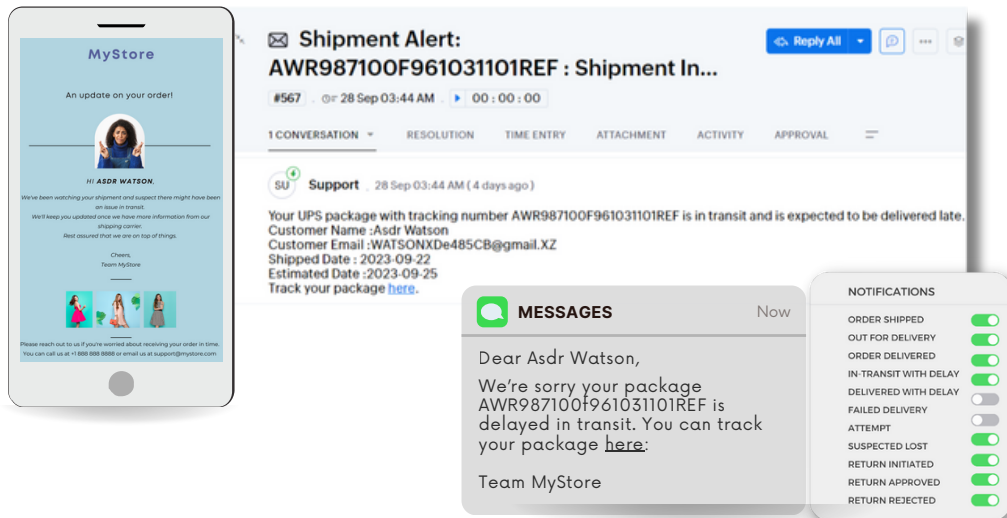 MyStore
An update on your order!
Hi ASDR WATSON,
We've been watching your shipment and suspect there might have been
an issue in transit.
We'll keep you updated once we have more information from our
shipping carrier.
Rest assured that we are on top of things.
Cheers,
Team MyStore
Please reach out to us if you're worried about receiving your order in time.
You can call us at +1 888 888 8888 or email us at support@mystore.com
Shipment Alert:
AWR987100F961031101REF : Shipment In...
Reply All
#567 . 28 Sep 03:44 AM . 00 : 00 : 00
1 CONVERSATION RESOLUTION TIME ENTRY ATTACHMENT ACTIVITY APPROVAL
SU Support . 28 Sep 03:44 AM ( 4 days ago )
Your UPS package with tracking number AWR987100F961031101REF is in transit and is expected to be delivered late.
Customer Name :Asdr Watson
Customer Email :WATSONXDe485CB@gmail.XZ
Shipped Date : 2023-09-22
Estimated Date :2023-09-25
Track your package here.
MESSAGES Now
Dear Asdr Watson,
We're sorry your package
AWR987100f961031101REF is
delayed in transit. You can track
your package here:
Team MyStore
NOTIFICATIONS
ORDER SHIPPED
OUT FOR DELIVERY
ORDER DELIVERED
IN-TRANSIT WITH DELAY
DELIVERED WITH DELAY
FAILED DELIVERY
ATTEMPT
SUSPECTED LOST
RETURN INITIATED
RETURN APPROVED
RETURN REJECTED